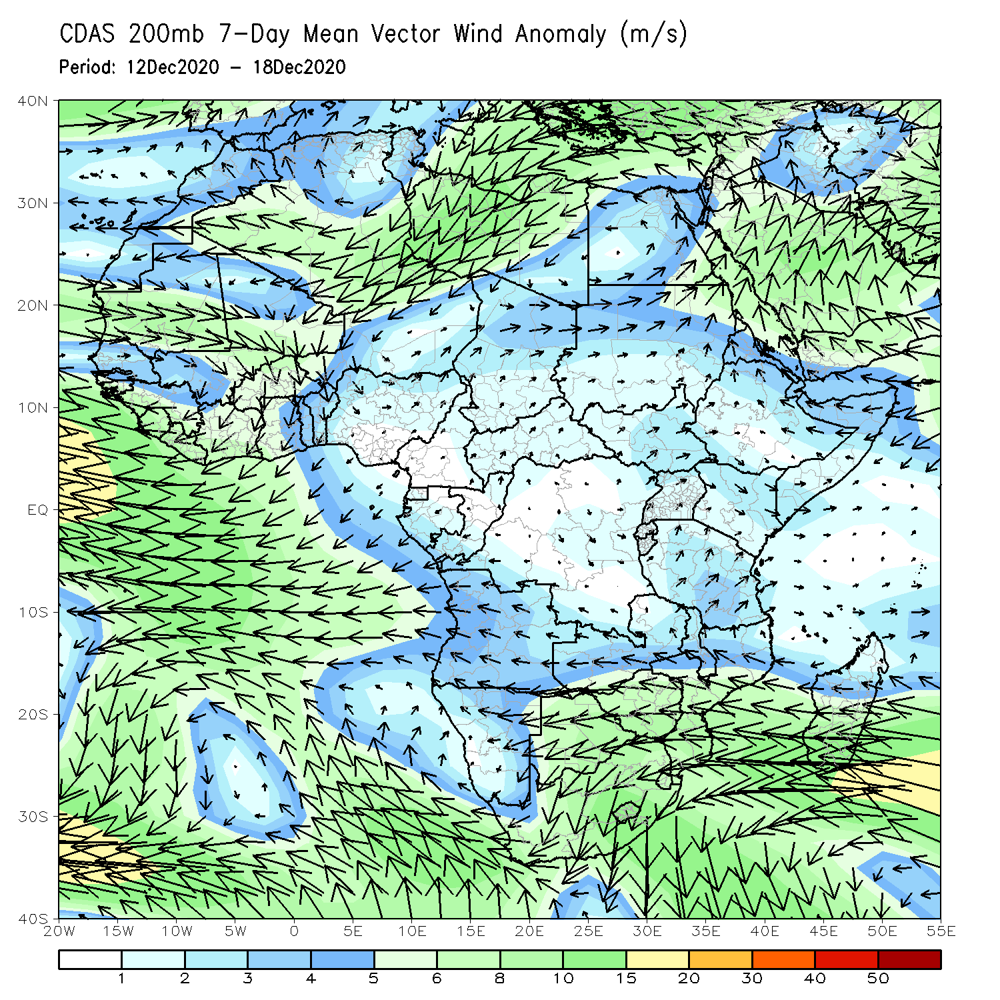 CDAS 200mb 7-Day Mean Vector Wind Anomaly (m/s)
Period: 12Dec2020 - 18Dec2020
40N
30N
20N
10N
EQ
10S
20S
30S
40S
20W 15W 10W 5W 0 5E 10E 15E 20E 25E 30E 35E 40E 45E 50E 55E
1 2 3 4 5 6 8 10 15 20 30 40 50